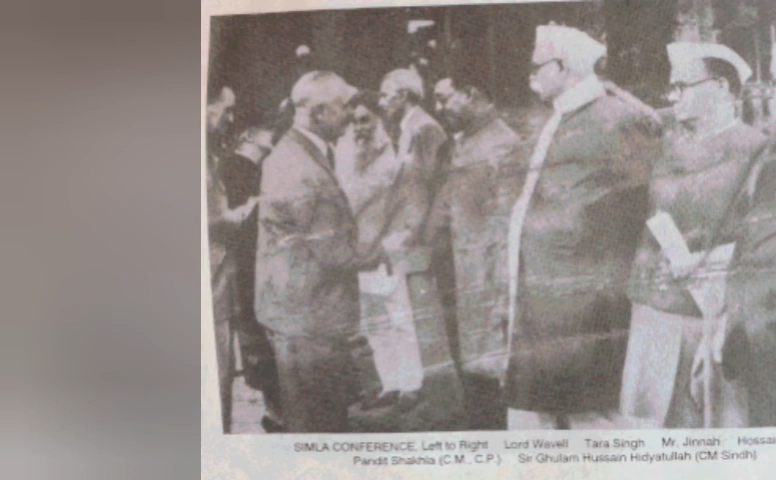 SIMLA CONFERENCE, Left to Right Lord Wavell Tara Singh Mr. Jinnah Hossai
Pandit Shakhla (C.M., C.P.) Sir Ghulam Hussain Hidyatullah (CM Sindh)